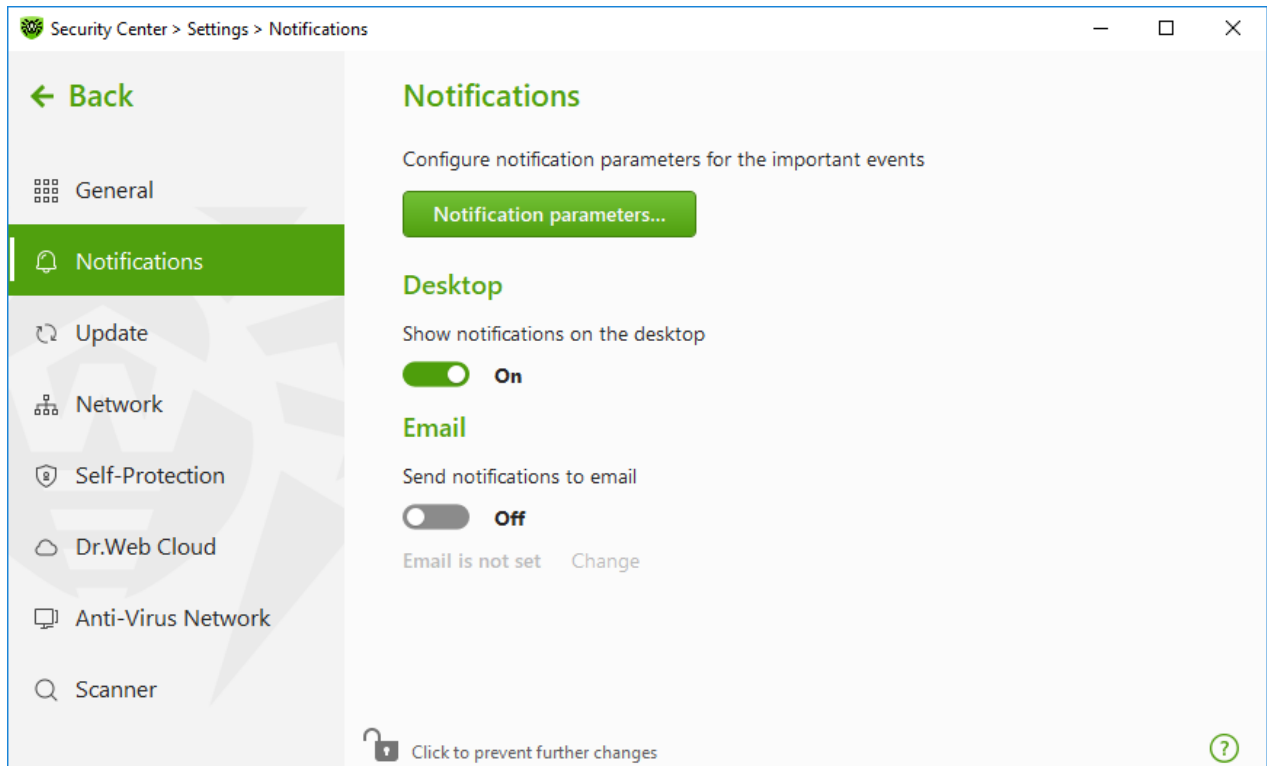 Security Center > Settings > Notifications
Back
General
Notifications
Update
Network
Self-Protection
Dr.Web Cloud
Anti-Virus Network
Scanner
Notifications
Configure notification parameters for the important events
Notification parameters...
Desktop
Show notifications on the desktop
On
Email
Send notifications to email
Off
Email is not set Change
Click to prevent further changes
?